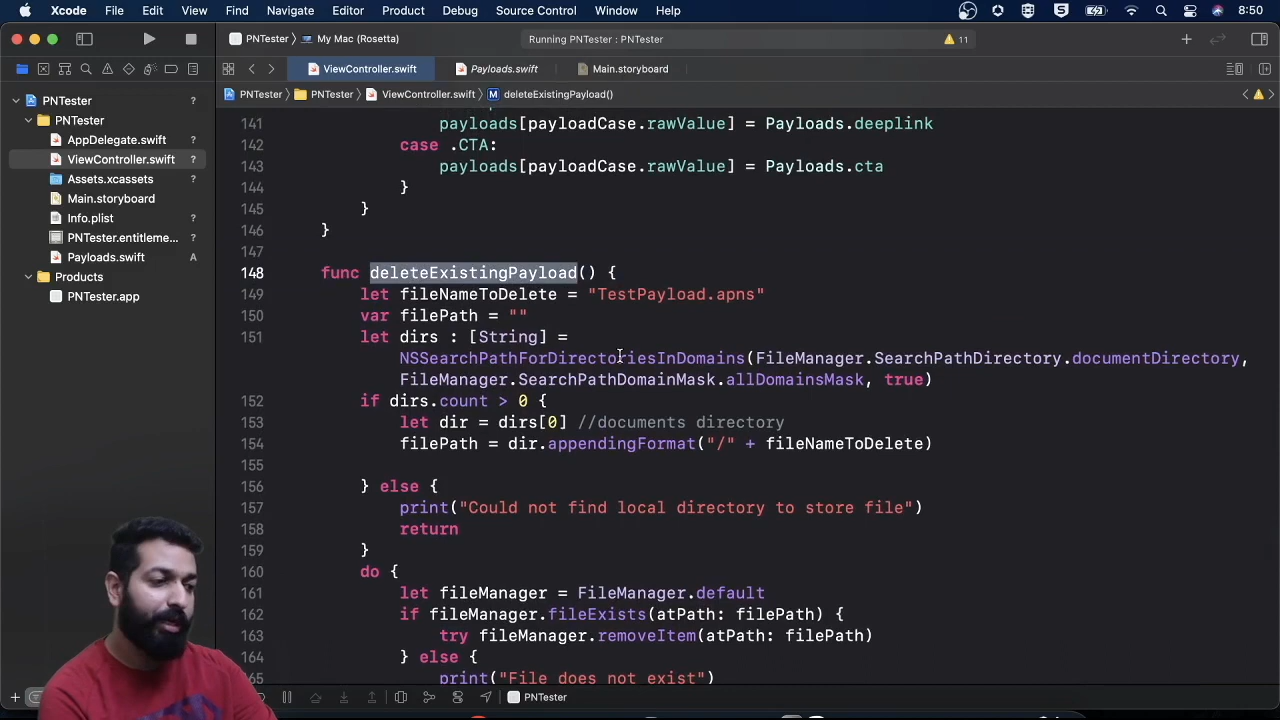 Xcode File Edit View Find Navigate Editor Product Debug Source Control Window Help 8:50
PNTester My Mac (Rosetta) Running PNTester : PNTester 11
ViewController.swift Payloads.swift Main.storyboard
PNTester PNTester ViewController.swift M deleteExistingPayload()
PNTester ?
PNTester
AppDelegate.swift ?
ViewController.swift ?
Assets.xcassets ?
Main.storyboard ?
Info.plist ?
PNTester.entitleme... ?
Payloads.swift ?
Products
PNTester.app
141 payloads[payloadCase.rawValue] = Payloads.deeplink
142 case .CTA:
143 payloads[payloadCase.rawValue] = Payloads.cta
144 }
145 }
146 }
147
148 func deleteExistingPayload() {
149 let fileNameToDelete = "TestPayload.apns"
150 var filePath = ""
151 let dirs : [String] =
NSSearchPathForDirectoriesInDomains(FileManager.SearchPathDirectory.documentDirectory,
FileManager.SearchPathDomainMask.allDomainsMask, true)
152 if dirs.count > 0 {
153 let dir = dirs[0] //documents directory
154 filePath = dir.appendingFormat("/" + fileNameToDelete)
155
156 } else {
157 print("Could not find local directory to store file")
158 return
159 }
160 do {
161 let fileManager = FileManager.default
162 if fileManager.fileExists(atPath: filePath) {
163 try fileManager.removeItem(atPath: filePath)
164 } else {
165 print("File does not exist")
PNTester